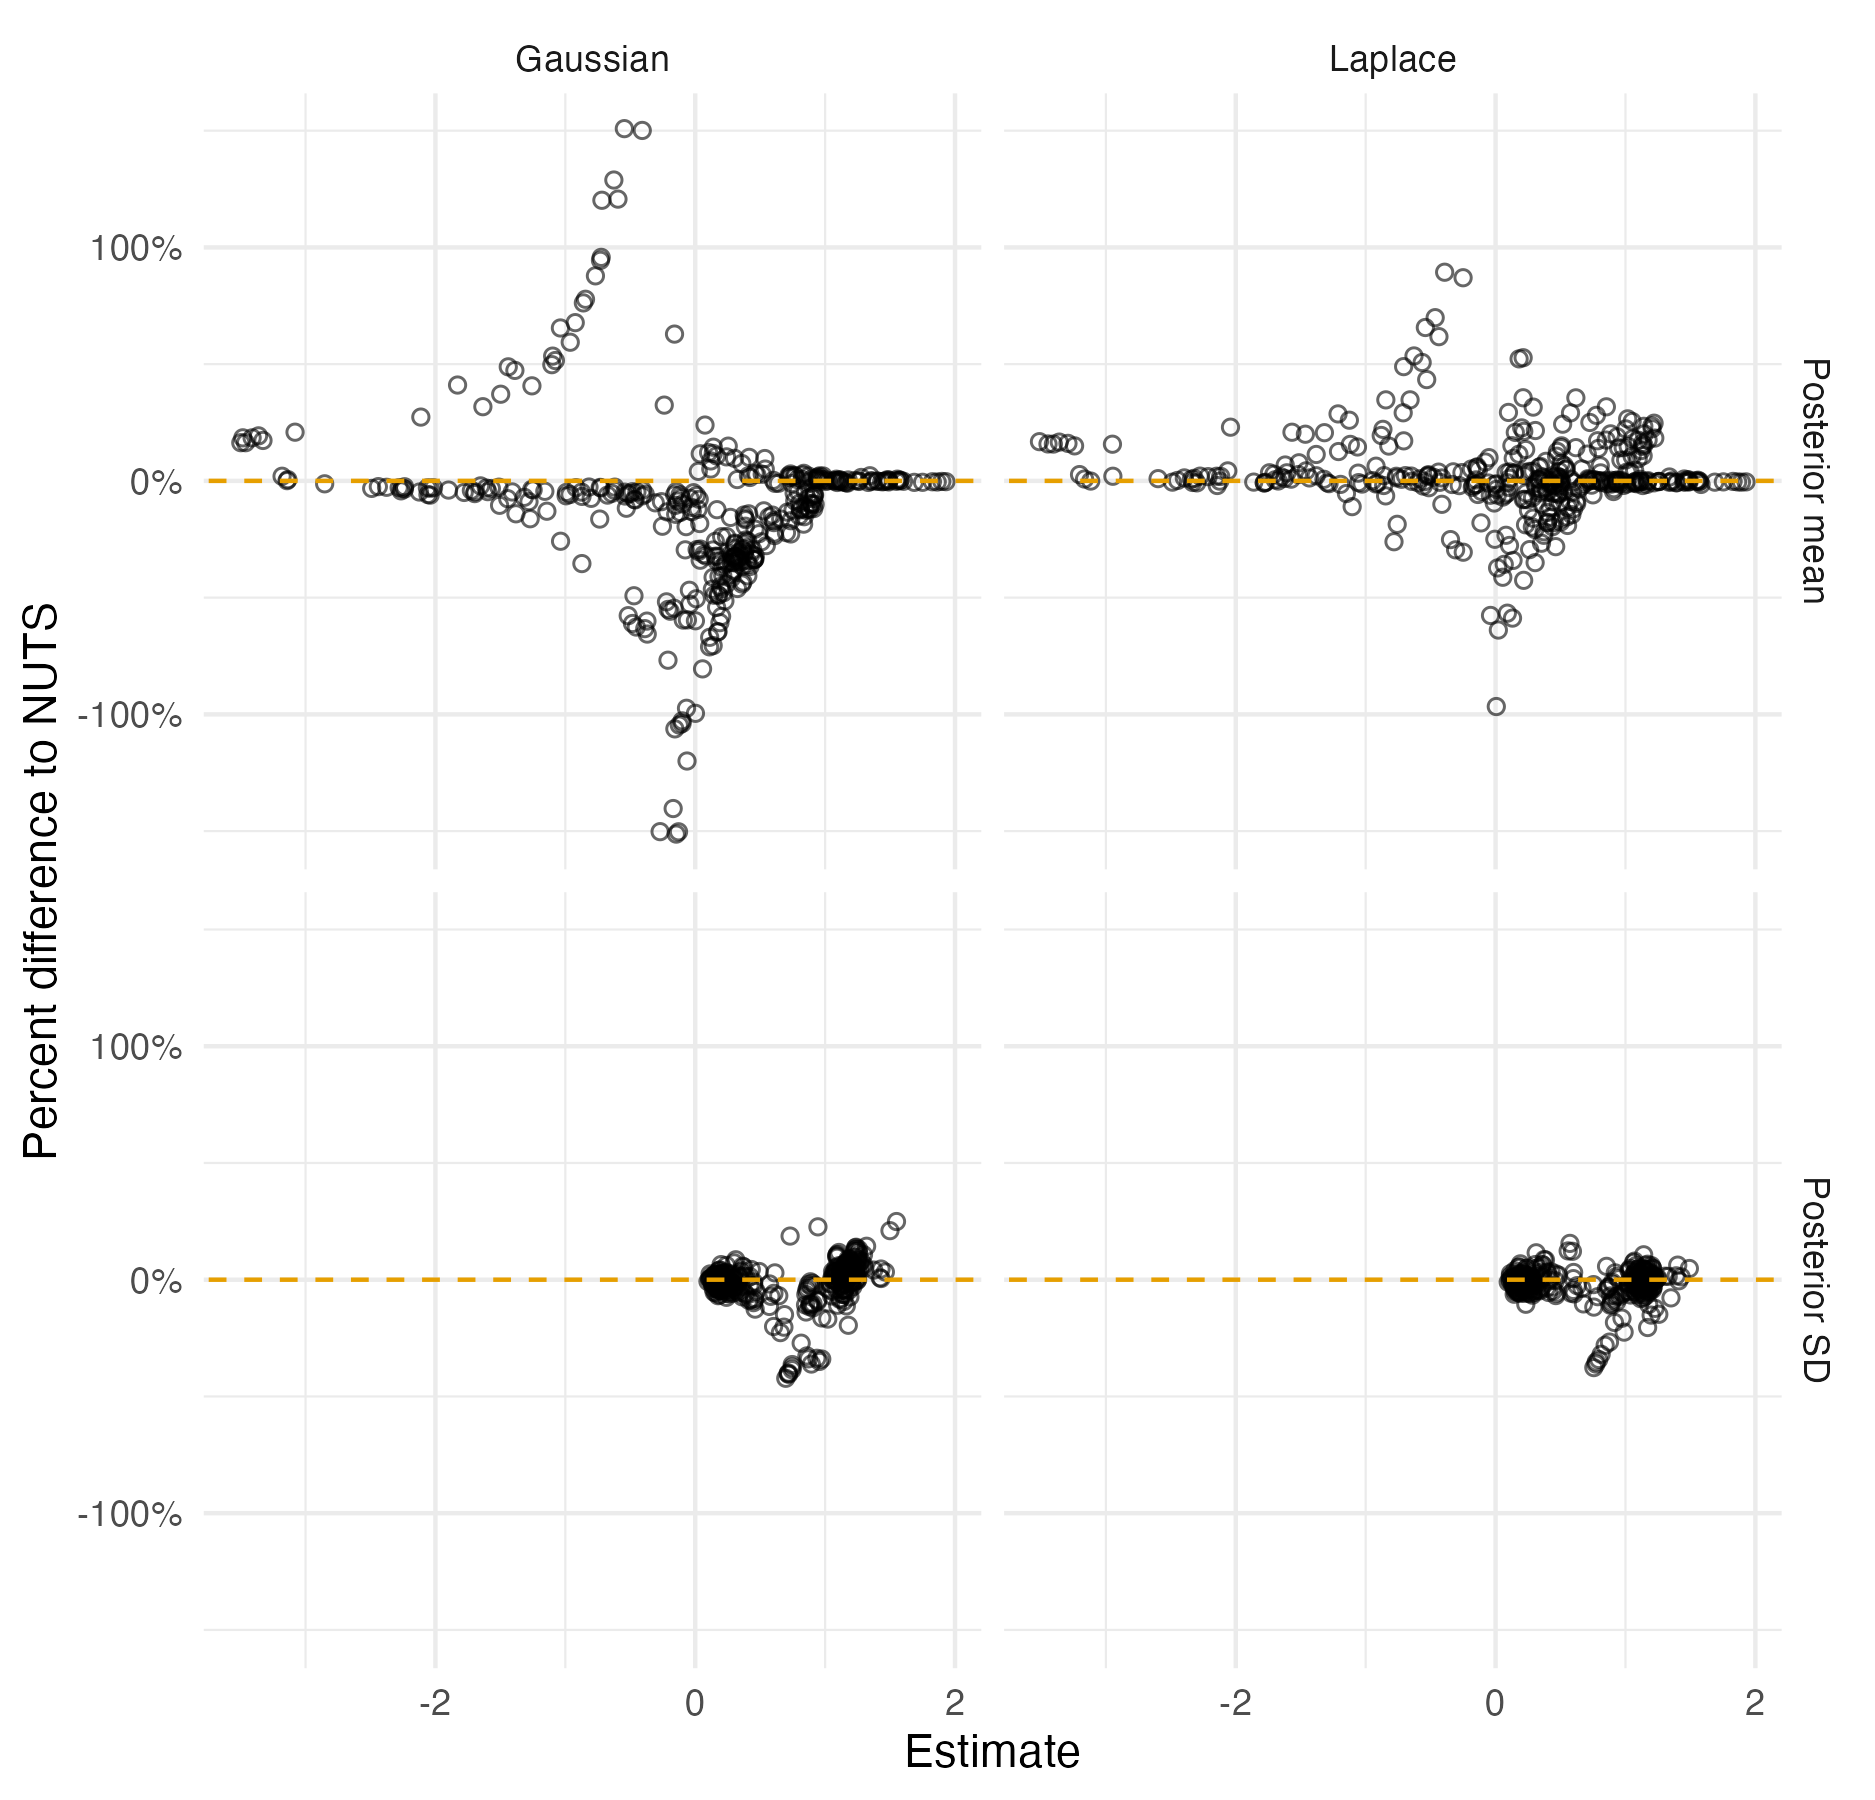 Gaussian
Laplace
100%
0%
-100%
Posterior mean
100%
0%
-100%
Posterior SD
Percent difference to NUTS
-2
0
2
-2
0
2
Estimate